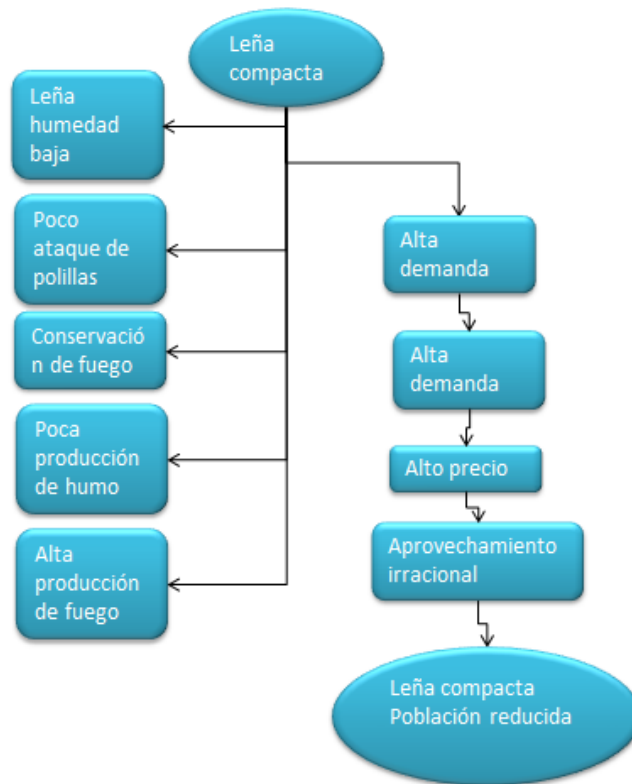 Leña
compacta
Leña
humedad
baja
Poco
ataque de
polillas
Conservació
n de fuego
Poca
producción
de humo
Alta
producción
de fuego
Alta
demanda
Alta
demanda
Alto precio
Aprovechamiento
irracional
Leña compacta
Población reducida